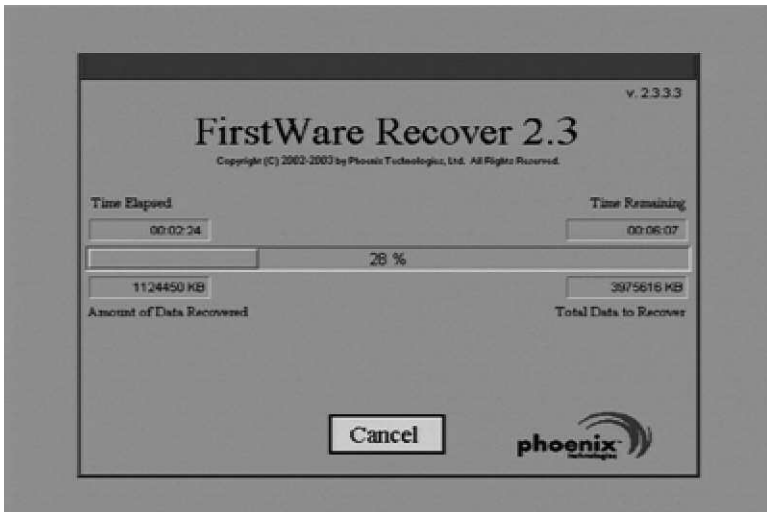 v. 2.3.3.3
FirstWare Recover 2.3
Copyright (C) 2002-2003 by Phoenix Technologies, Ltd. All Rights Reserved.
Time Elapsed
Time Remaining
00:02:24
00:06:07
28 %
1124450 KB
3975616 KB
Amount of Data Recovered
Total Data to Recover
Cancel
phoenix
technologies